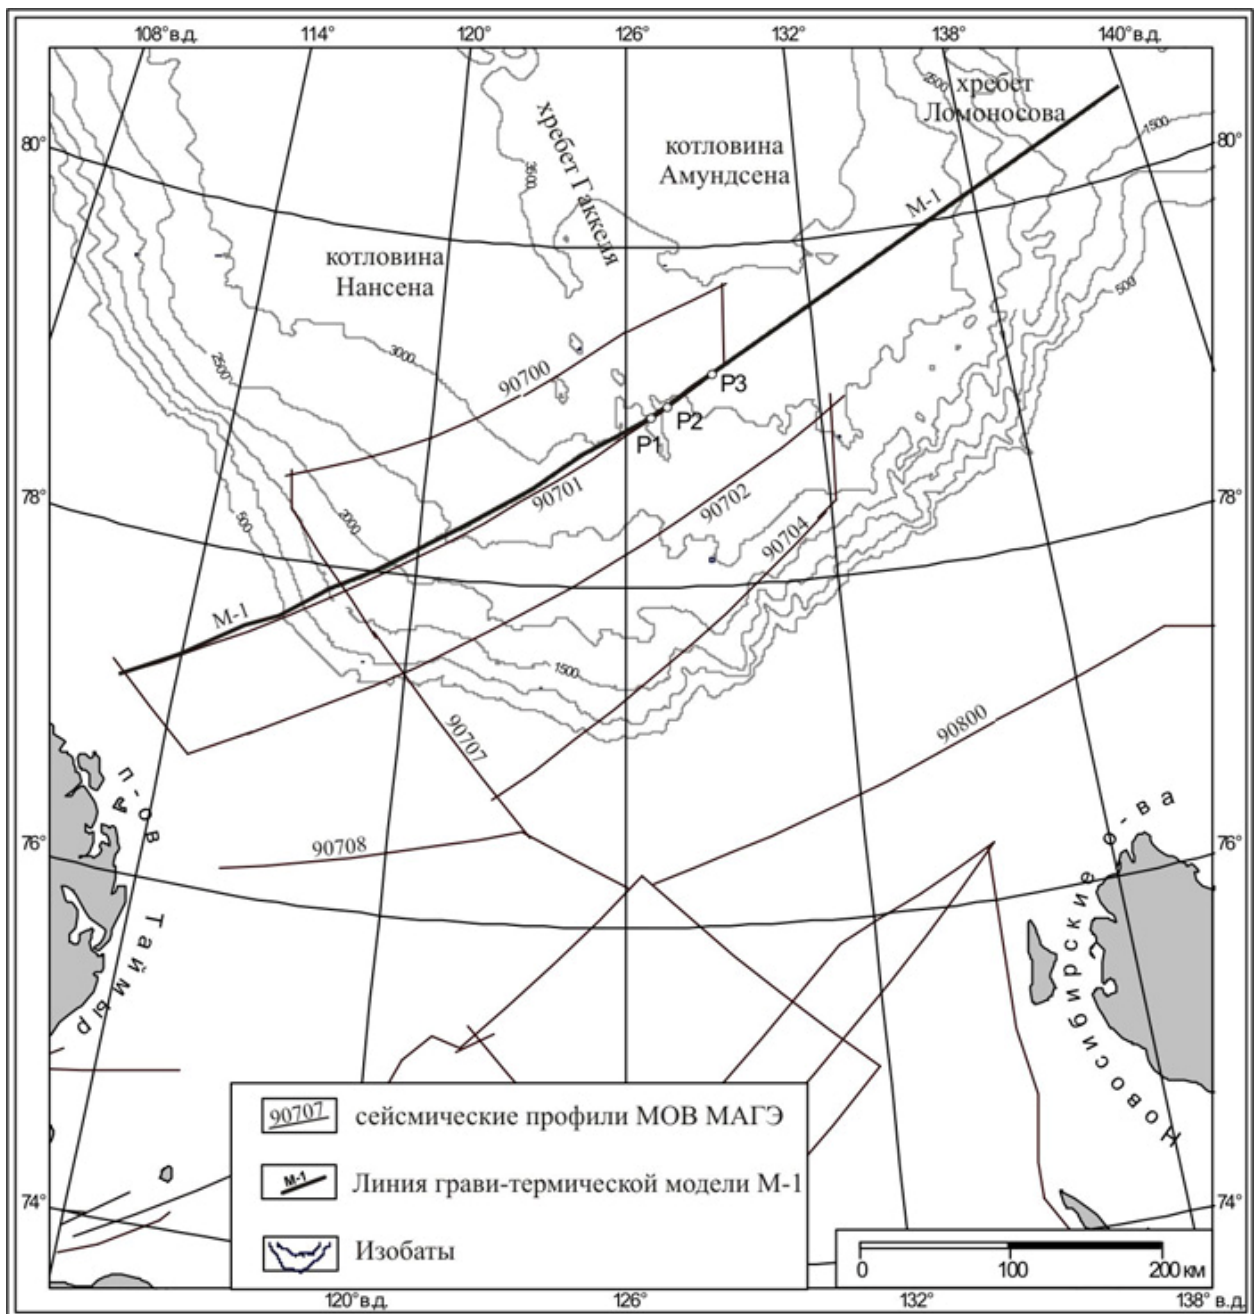 108°в.д.
114°
120°
126°
132°
138°
140°в.д.
80°
80°
78°
78°
76°
76°
74°
74°
120°в.д.
126°
132°
138° в.д.
хребет
Ломоносова
2500
1500
хребет Гаккеля
3500
котловина
Амундсена
М-1
котловина
Нансена
500
2500
3000
90700
P3
P2
P1
90701
90702
90704
500
2000
М-1
1500
90707
90800
90708
п-ов Таймыр
Новосибирские о-ва
90707
сейсмические профили МОВ МАГЭ
М-1
Линия грави-термической модели М-1
Изобаты
0
100
200 км